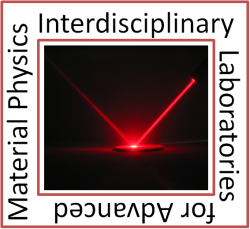 Interdisciplinary
Laboratories
for Advanced
Material Physics